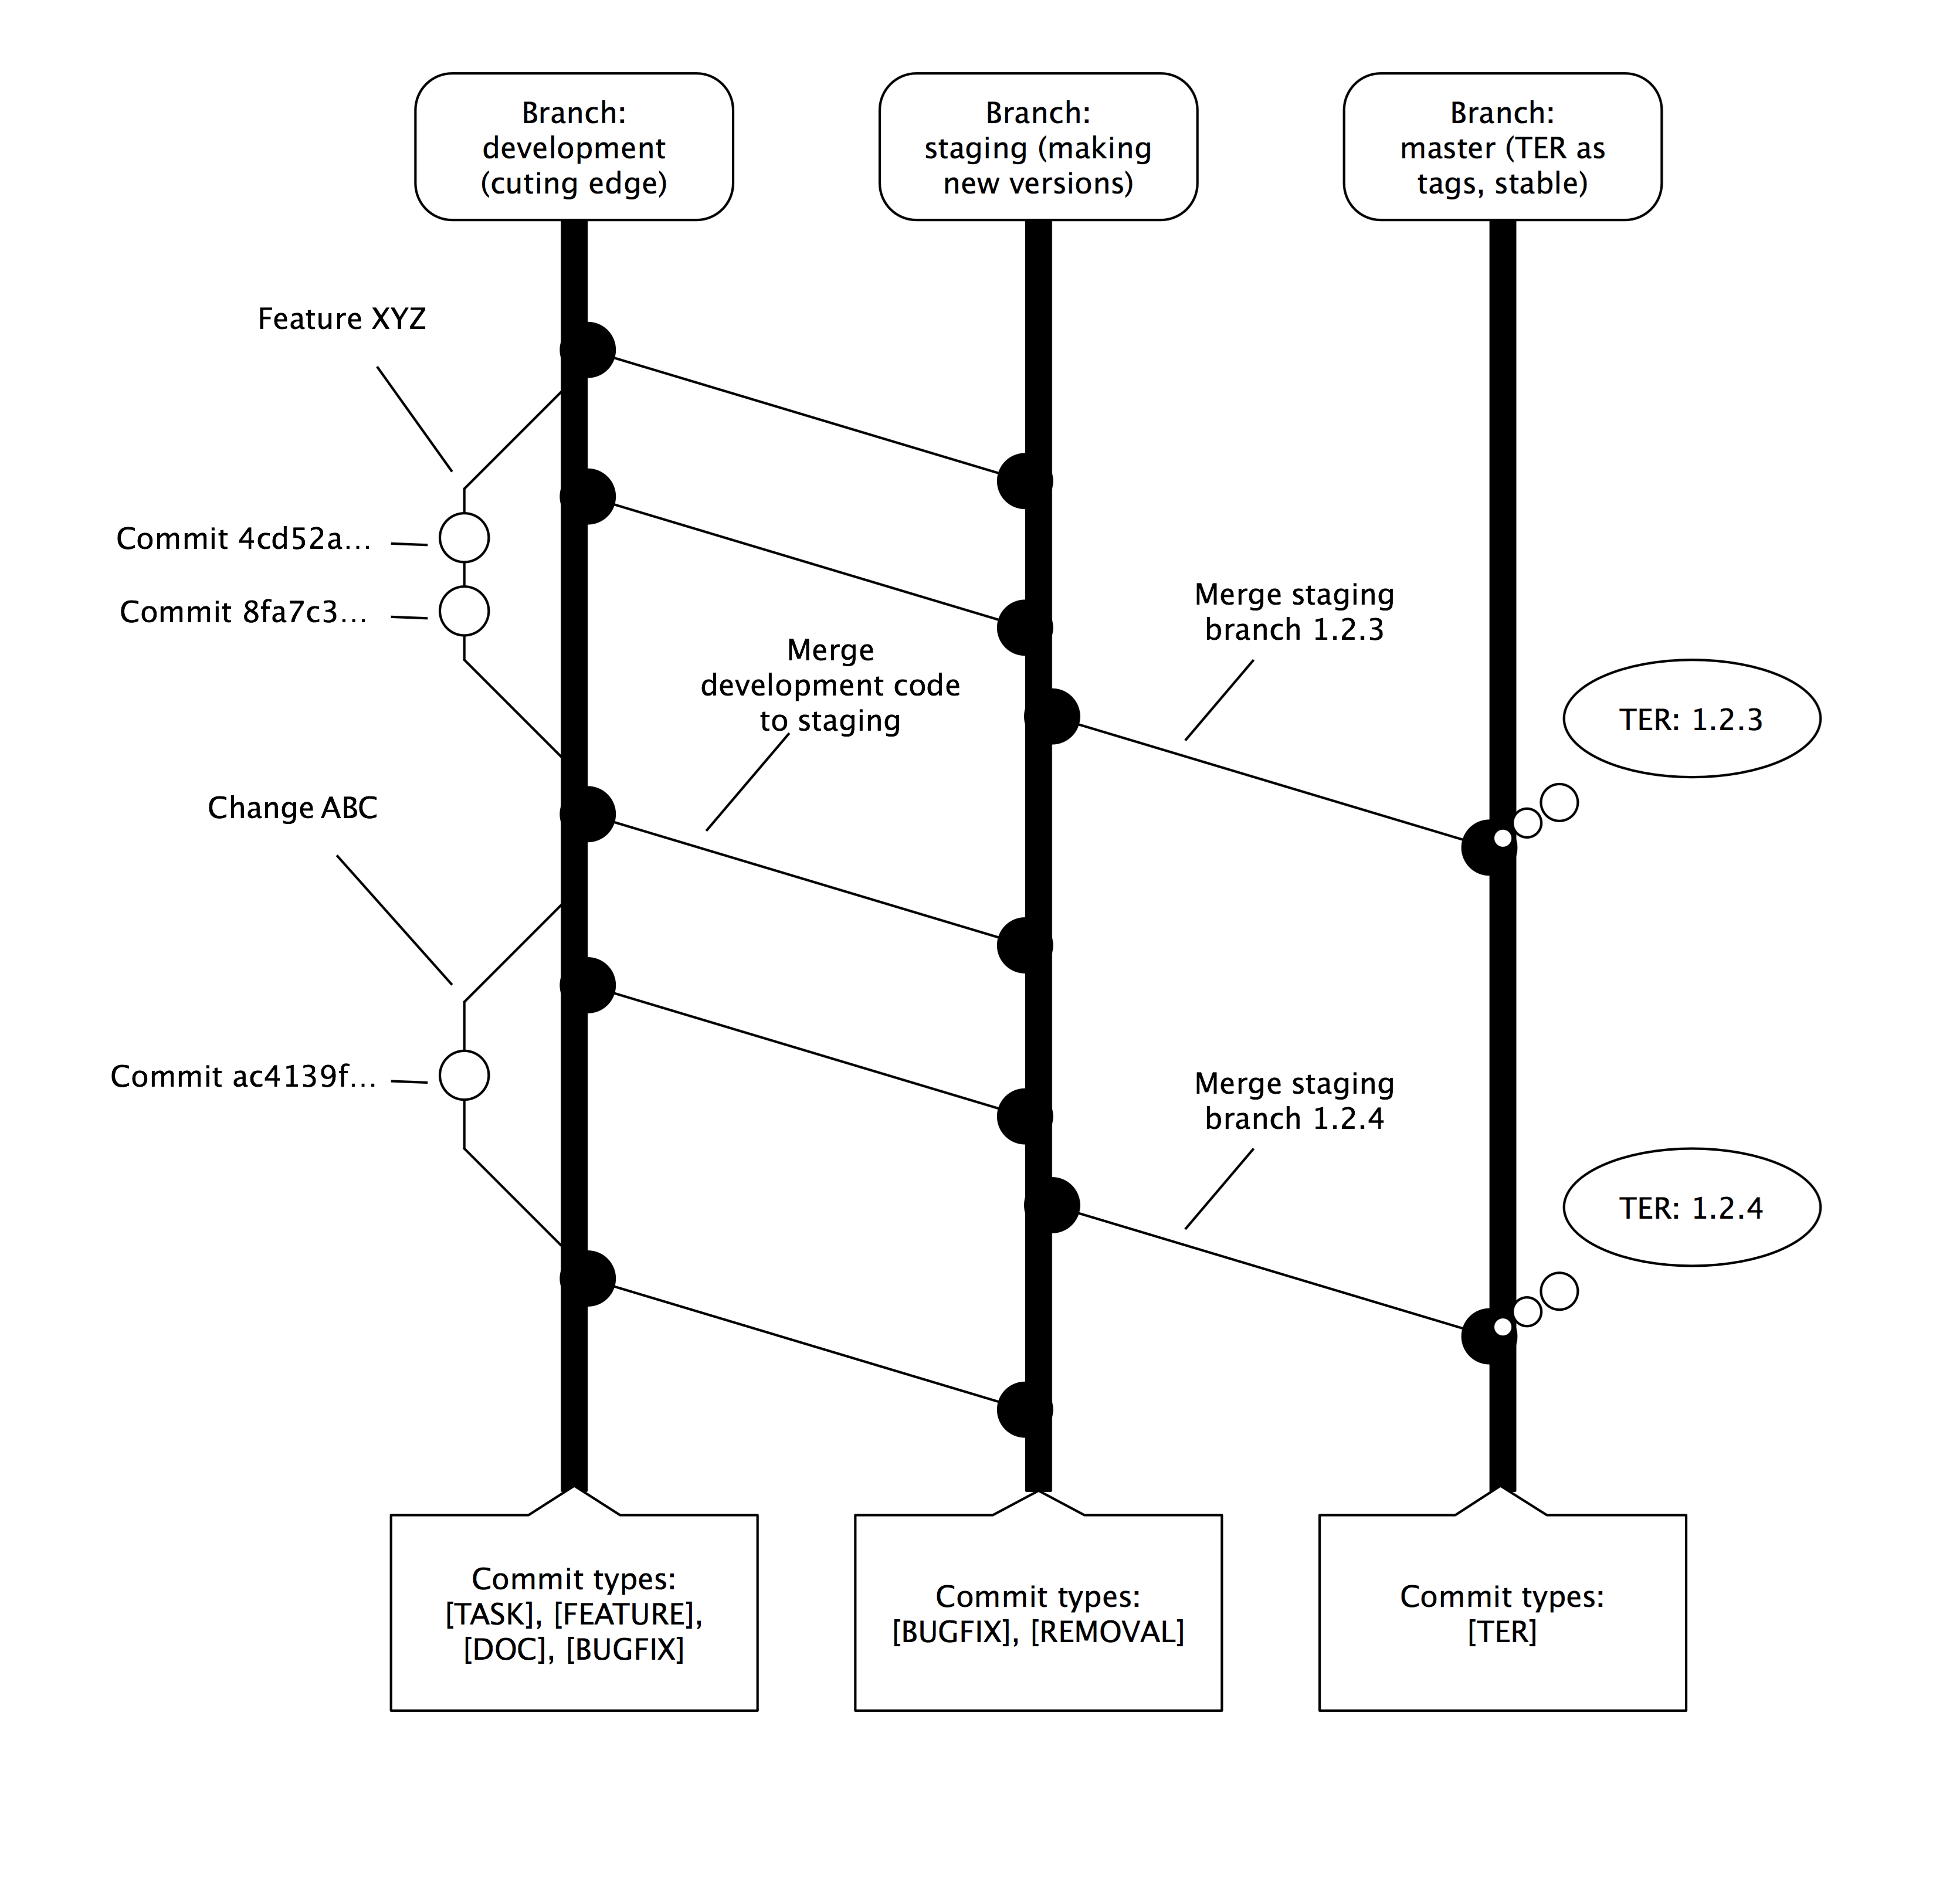 Branch:
development
(cuting edge)
Branch:
staging (making
new versions)
Branch:
master (TER as
tags, stable)
Feature XYZ
Commit 4cd52a...
Commit 8fa7c3...
Merge
development code
to staging
Merge staging
branch 1.2.3
TER: 1.2.3
Change ABC
Commit ac4139f...
Merge staging
branch 1.2.4
TER: 1.2.4
Commit types:
[TASK], [FEATURE],
[DOC], [BUGFIX]
Commit types:
[BUGFIX], [REMOVAL]
Commit types:
[TER]